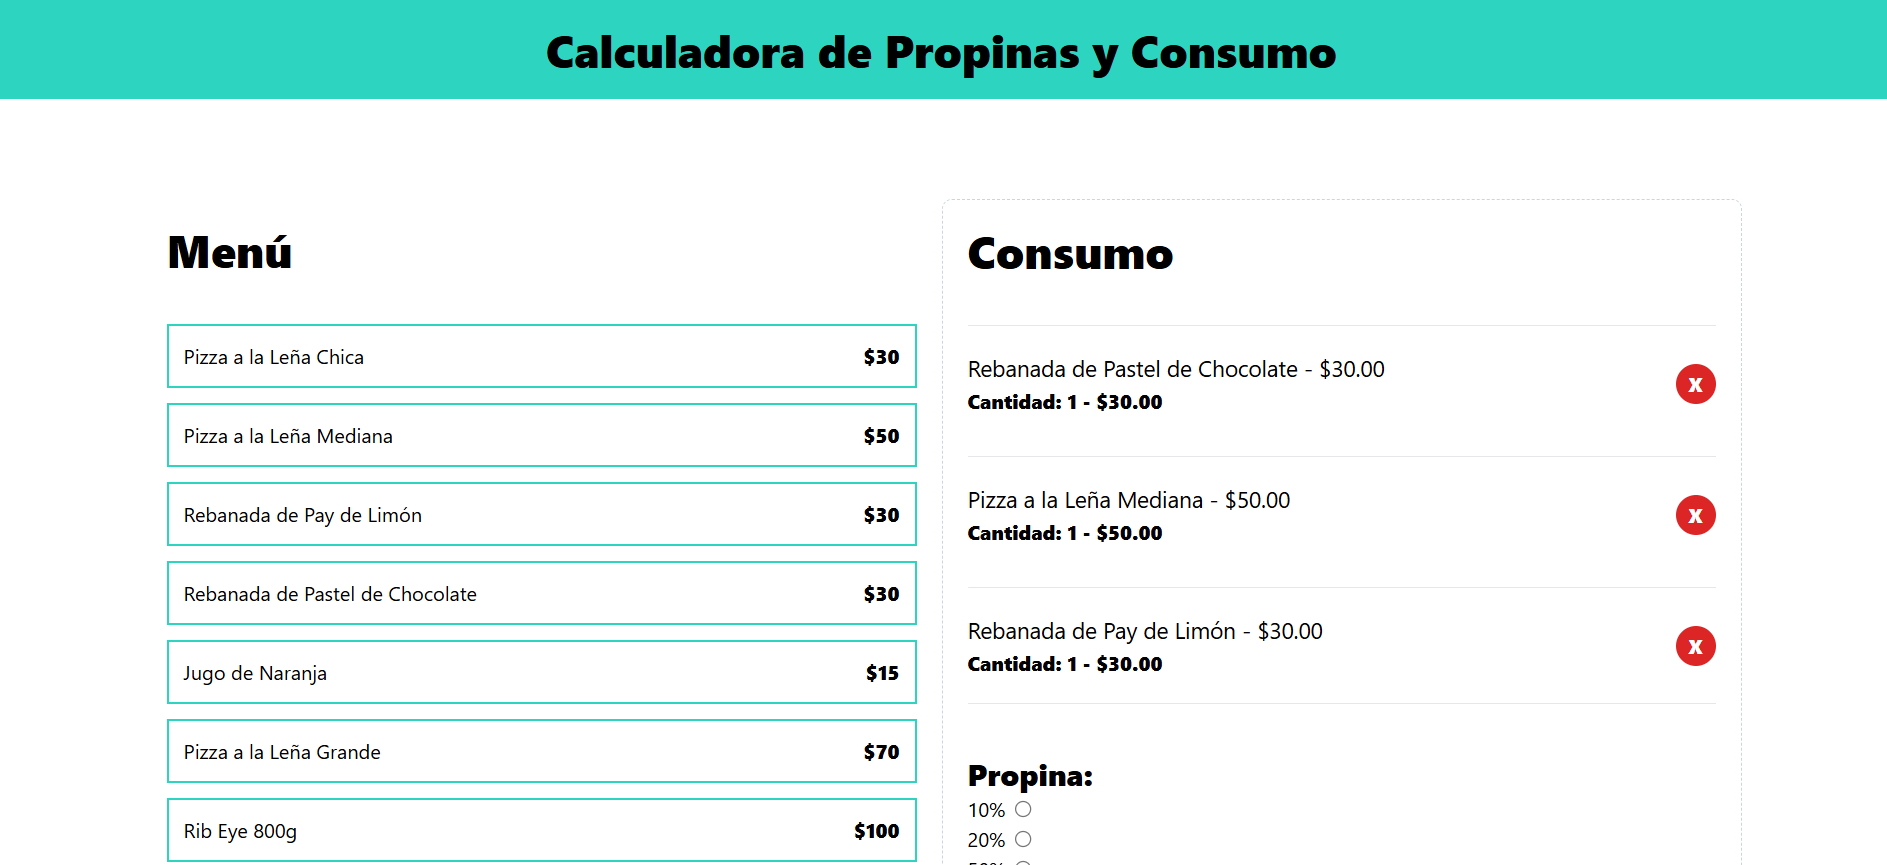 Calculadora de Propinas y Consumo
Menú
Pizza a la Leña Chica $30
Pizza a la Leña Mediana $50
Rebanada de Pay de Limón $30
Rebanada de Pastel de Chocolate $30
Jugo de Naranja $15
Pizza a la Leña Grande $70
Rib Eye 800g $100
Consumo
Rebanada de Pastel de Chocolate - $30.00
Cantidad: 1 - $30.00
X
Pizza a la Leña Mediana - $50.00
Cantidad: 1 - $50.00
X
Rebanada de Pay de Limón - $30.00
Cantidad: 1 - $30.00
X
Propina:
10%
20%